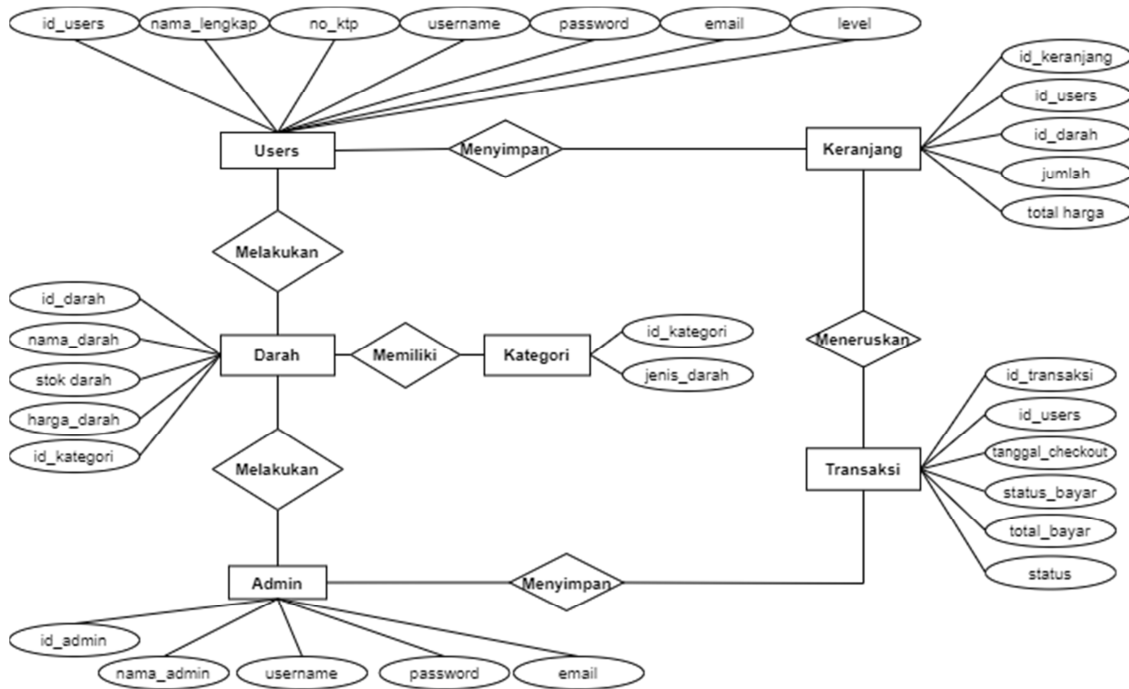 id_users
nama_lengkap
no_ktp
username
password
email
level
id_keranjang
id_users
id_darah
jumlah
total harga
Users
Menyimpan
Keranjang
Melakukan
id_darah
nama_darah
stok darah
harga_darah
id_kategori
Darah
Memiliki
Kategori
id_kategori
jenis_darah
Meneruskan
id_transaksi
id_users
tanggal_checkout
status_bayar
total_bayar
status
Melakukan
Transaksi
Admin
Menyimpan
id_admin
nama_admin
username
password
email